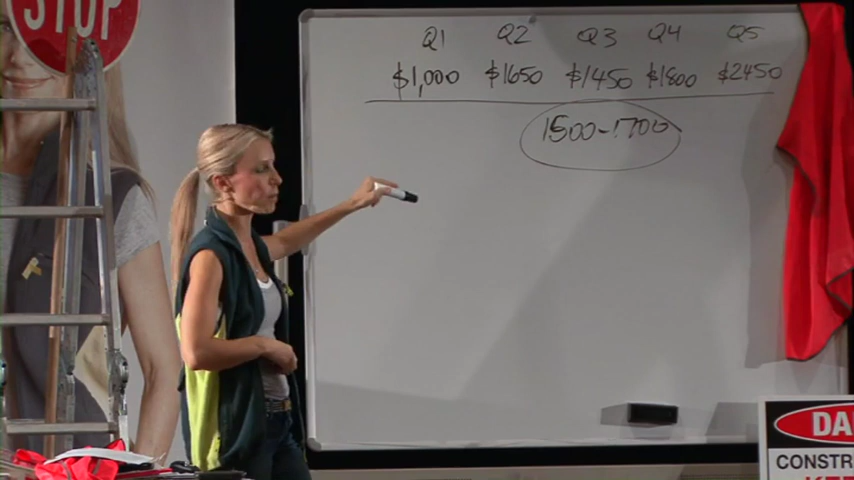 STOP
Q1 Q2 Q3 Q4 Q5
$1,000 $1650 $1450 $1800 $2450
1500-1700
DA
CONSTR